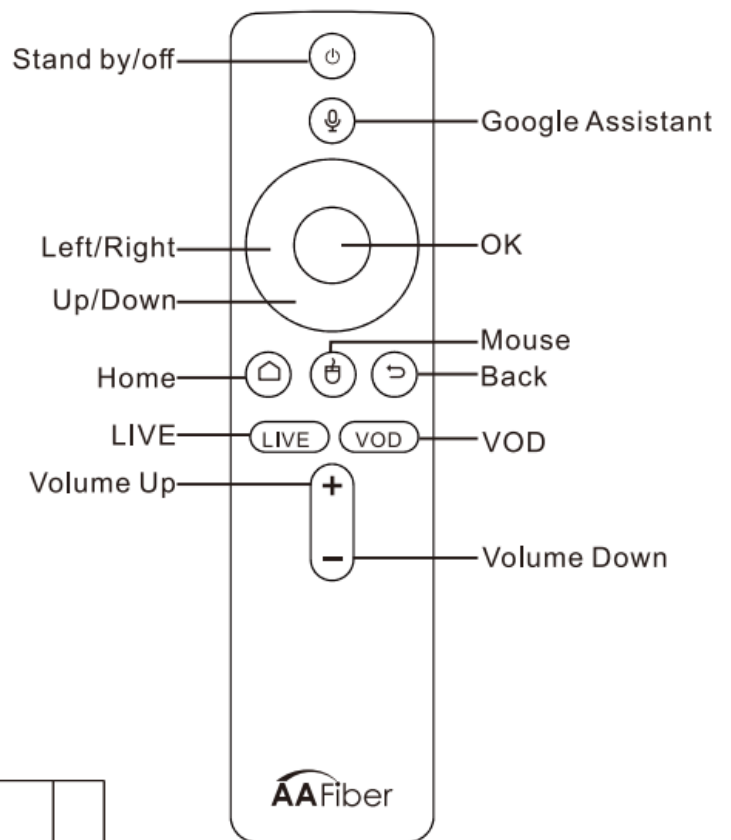 Stand by/off
Google Assistant
Left/Right
OK
Up/Down
Mouse
Home
Back
LIVE
LIVE
VOD
VOD
Volume Up
+
−
Volume Down
AAFiber